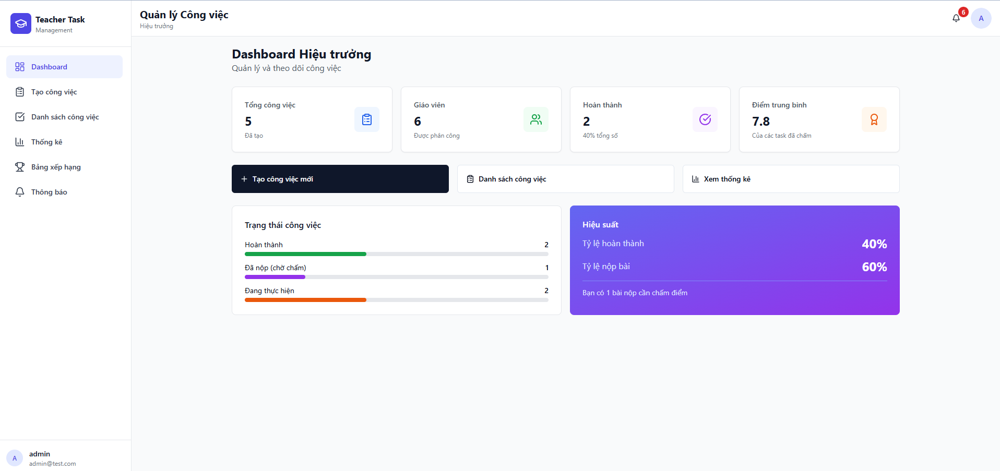 Teacher Task
Management
Dashboard
Tạo công việc
Danh sách công việc
Thống kê
Bảng xếp hạng
Thông báo
A
admin
admin@test.com
Quản lý Công việc
Hiệu trưởng
6
A
Dashboard Hiệu trưởng
Quản lý và theo dõi công việc
Tổng công việc
5
Đã tạo
Giáo viên
6
Được phân công
Hoàn thành
2
40% tổng số
Điểm trung bình
7.8
Của các task đã chấm
Tạo công việc mới
Danh sách công việc
Xem thống kê
Trạng thái công việc
Hoàn thành 2
Đã nộp (chờ chấm) 1
Đang thực hiện 2
Hiệu suất
Tỷ lệ hoàn thành 40%
Tỷ lệ nộp bài 60%
Bạn có 1 bài nộp cần chấm điểm